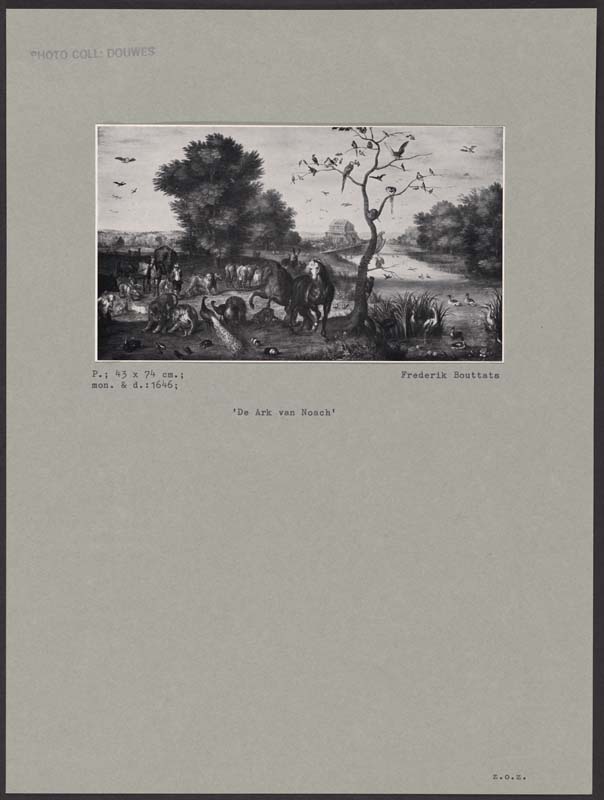 PHOTO COLL: DOUWES
P.; 43 x 74 cm.;
mon. & d.:1646;
Frederik Bouttats
'De Ark van Noach'
z.o.z.